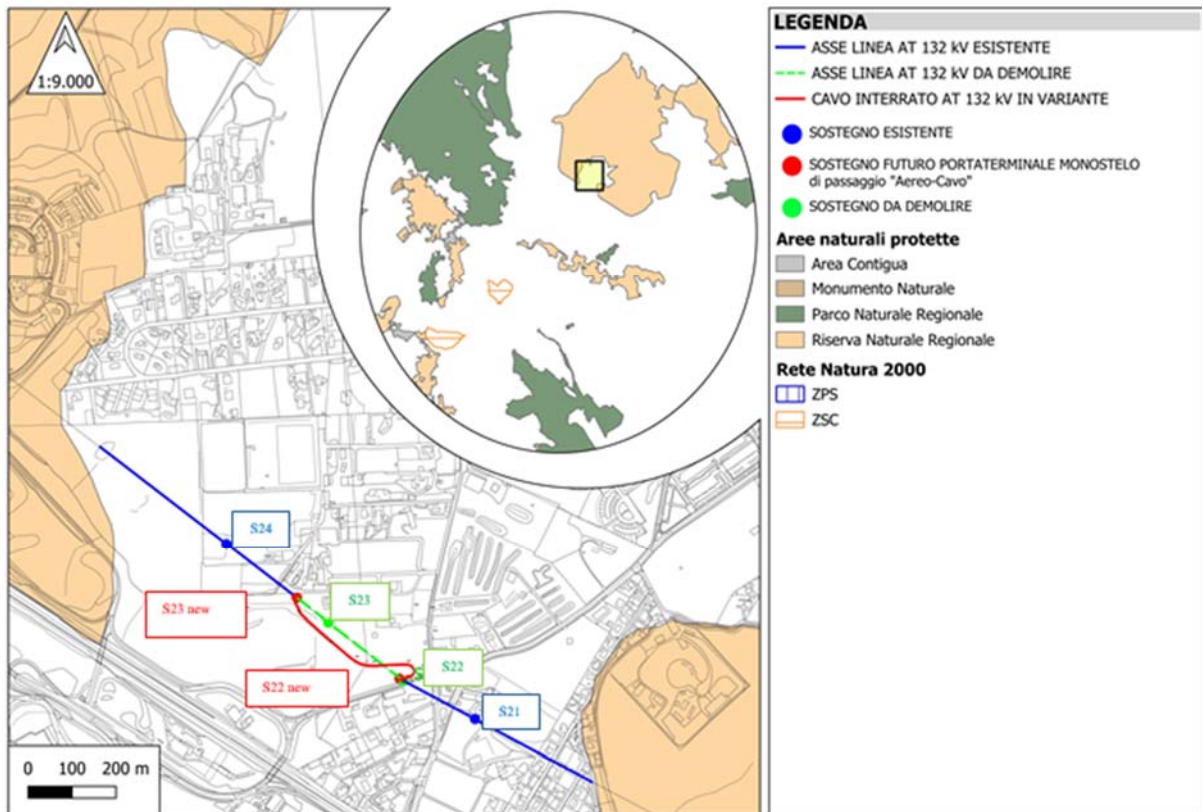 1:9.000
S24
S23
S23 new
S22
S22 new
S21
0 100 200 m
LEGENDA
ASSE LINEA AT 132 kV ESISTENTE
ASSE LINEA AT 132 kV DA DEMOLIRE
CAVO INTERRATO AT 132 kV IN VARIANTE
SOSTEGNO ESISTENTE
SOSTEGNO FUTURO PORTATERMINALE MONOSTELO
di passaggio "Aereo-Cavo"
SOSTEGNO DA DEMOLIRE
Aree naturali protette
Area Contigua
Monumento Naturale
Parco Naturale Regionale
Riserva Naturale Regionale
Rete Natura 2000
ZPS
ZSC